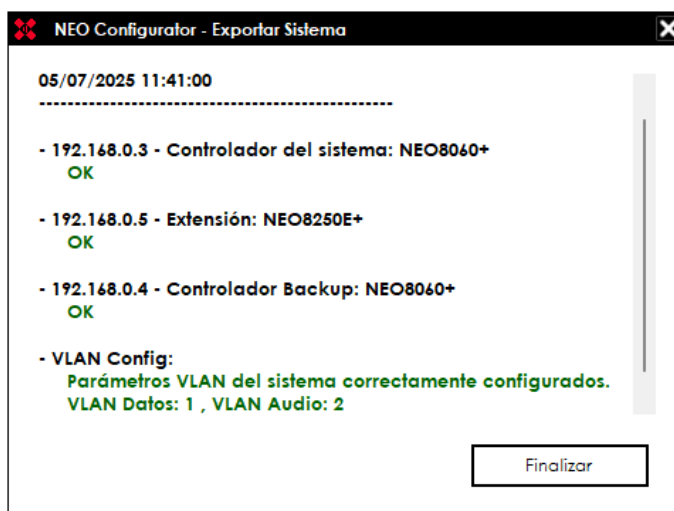 NEO Configurator - Exportar Sistema
05/07/2025 11:41:00
--------------------------------------------------
- 192.168.0.3 - Controlador del sistema: NEO8060+
OK
- 192.168.0.5 - Extensión: NEO8250E+
OK
- 192.168.0.4 - Controlador Backup: NEO8060+
OK
- VLAN Config:
Parámetros VLAN del sistema correctamente configurados.
VLAN Datos: 1 , VLAN Audio: 2
Finalizar